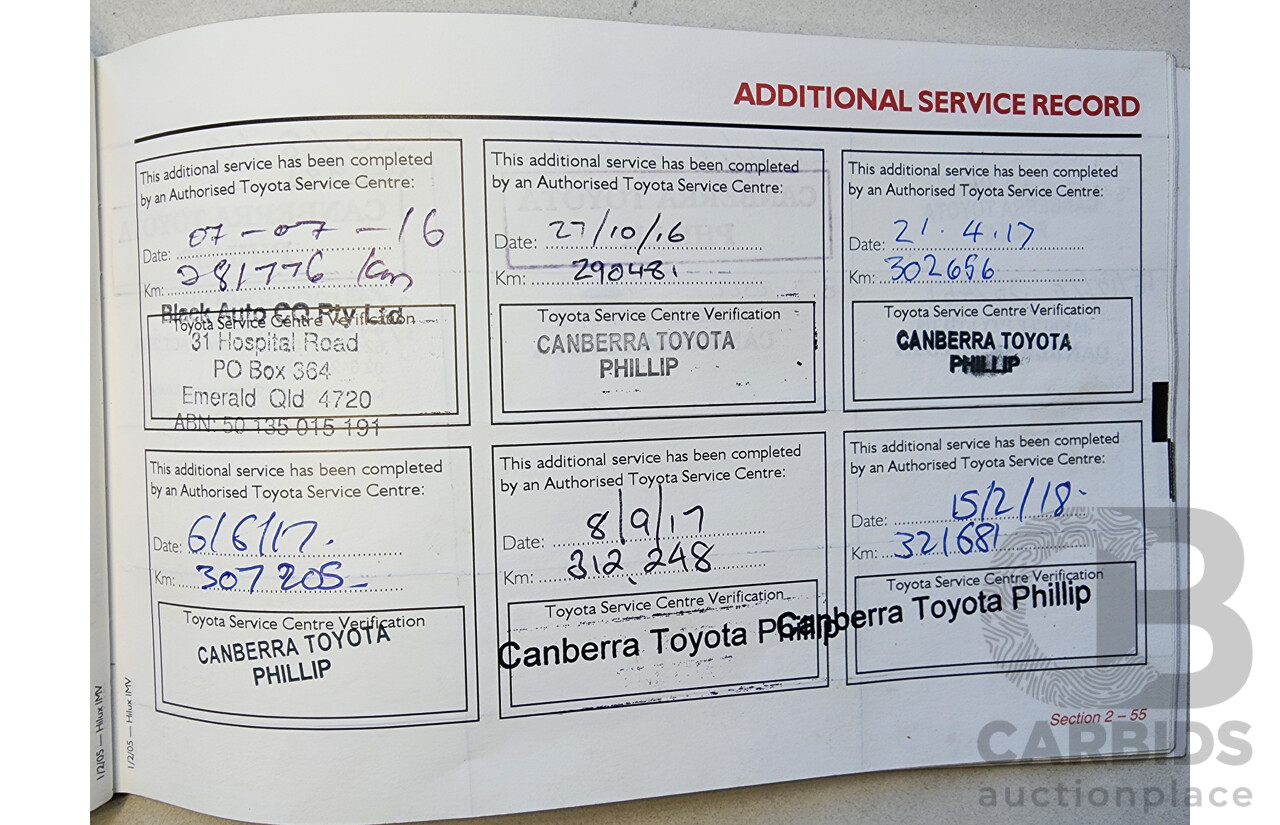 ADDITIONAL SERVICE RECORD
This additional service has been completed
by an Authorised Toyota Service Centre:
Date: 07-07-16
Km: 281776 Km
Black Auto CQ Pty Ltd
Toyota Service Centre Verification
31 Hospital Road
PO Box 364
Emerald Qld 4720
ABN: 50 135 015 191
This additional service has been completed
by an Authorised Toyota Service Centre:
Date: 27/10/16
Km: 290481
Toyota Service Centre Verification
CANBERRA TOYOTA
PHILLIP
This additional service has been completed
by an Authorised Toyota Service Centre:
Date: 21.4.17
Km: 302656
Toyota Service Centre Verification
CANBERRA TOYOTA
PHILLIP
This additional service has been completed
by an Authorised Toyota Service Centre:
Date: 6/6/17.
Km: 307205
Toyota Service Centre Verification
CANBERRA TOYOTA
PHILLIP
This additional service has been completed
by an Authorised Toyota Service Centre:
Date: 8/9/17
Km: 312,248
Toyota Service Centre Verification
Canberra Toyota Phillip
This additional service has been completed
by an Authorised Toyota Service Centre:
Date: 15/2/18
Km: 321681
Toyota Service Centre Verification
Canberra Toyota Phillip
Section 2 – 55
1/2/05 — Hilux IMV
1/2/05 — Hilux IMV
CB
CARBIDS
auctionplace